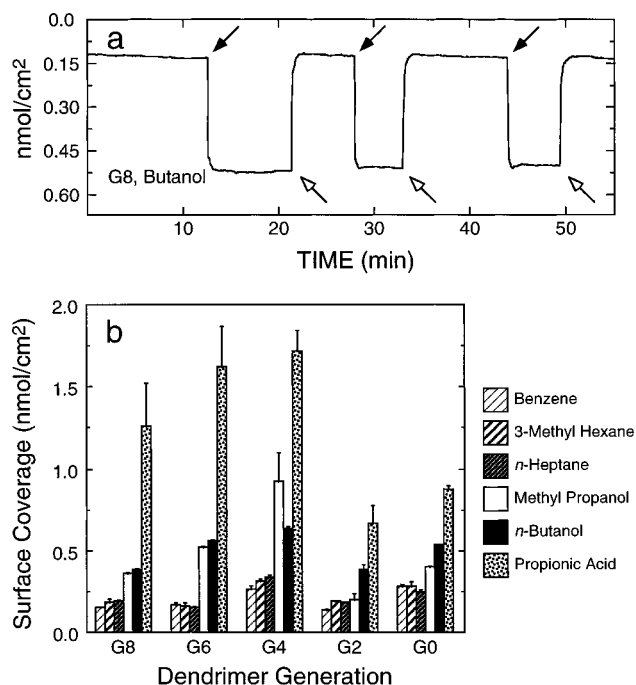 a
0.0
0.15
0.30
0.45
0.60
nmol/cm²
G8, Butanol
10
20
30
40
50
TIME (min)
b
2.0
1.5
1.0
0.5
0.0
Surface Coverage (nmol/cm²)
G8
G6
G4
G2
G0
Dendrimer Generation
Benzene
3-Methyl Hexane
n-Heptane
Methyl Propanol
n-Butanol
Propionic Acid